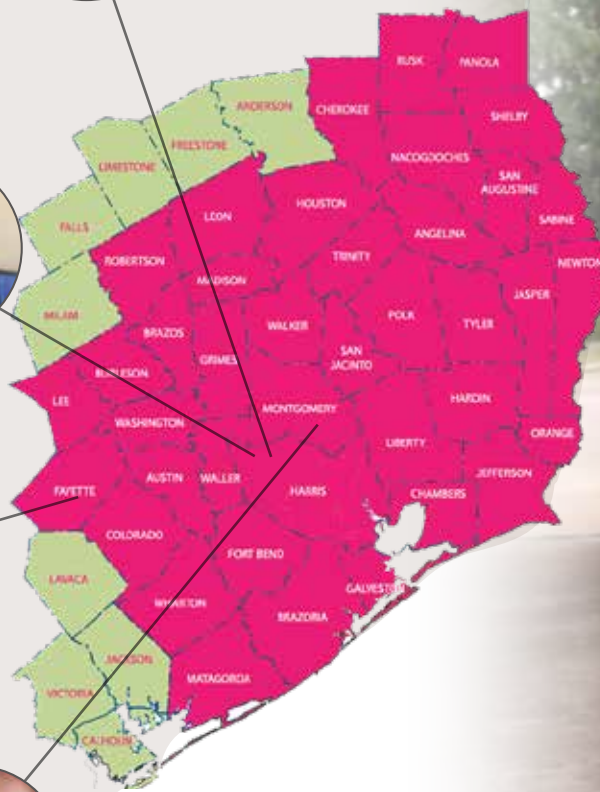 RUSK
PANOLA
ANDERSON
CHEROKEE
SHELBY
FREESTONE
LIMESTONE
NACOGDOCHES
SAN
AUGUSTINE
HOUSTON
LEON
SABINE
FALLS
ANGELINA
ROBERTSON
TRINITY
NEWTON
MADISON
JASPER
MILAM
POLK
WALKER
TYLER
BRAZOS
SAN
JACINTO
GRIMES
BURLESON
LEE
HARDIN
MONTGOMERY
WASHINGTON
ORANGE
LIBERTY
JEFFERSON
AUSTIN
WALLER
FAYETTE
HARRIS
CHAMBERS
COLORADO
FORT BEND
LAVACA
GALVESTON
WHARTON
BRAZORIA
JACKSON
MATAGORDA
VICTORIA
CALHOUN